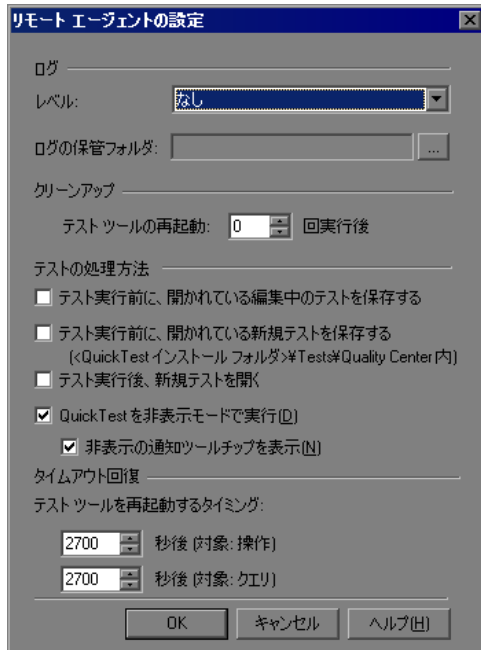 リモート エージェントの設定
ログ
レベル: なし
ログの保管フォルダ: ...
クリーンアップ
テスト ツールの再起動: 0 回実行後
テストの処理方法
テスト実行前に、開かれている編集中のテストを保存する
テスト実行前に、開かれている新規テストを保存する
(<QuickTest インストール フォルダ>¥Tests¥Quality Center 内)
テスト実行後、新規テストを開く
QuickTest を非表示モードで実行(D)
非表示の通知ツールチップを表示(N)
タイムアウト回復
テスト ツールを再起動するタイミング:
2700 秒後 (対象: 操作)
2700 秒後 (対象: クエリ)
OK キャンセル ヘルプ(H)